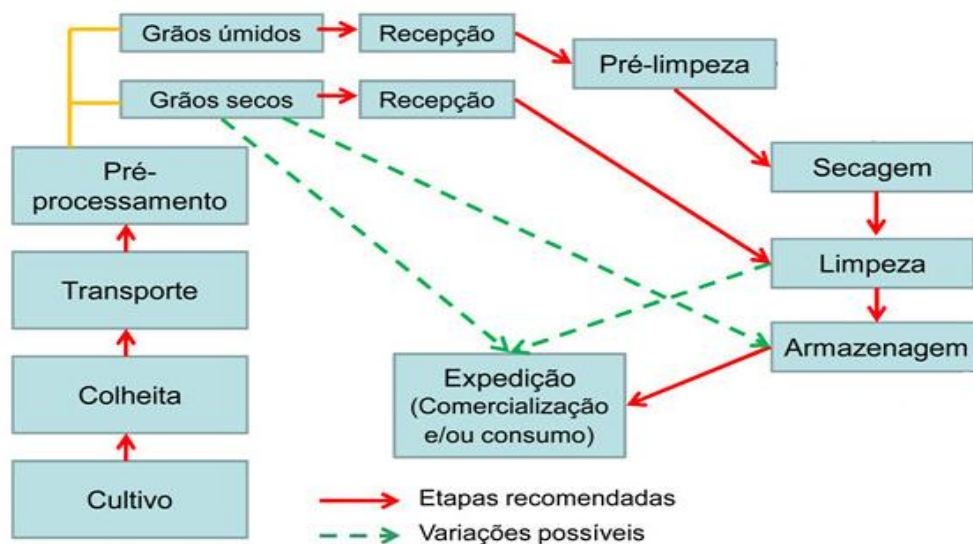 Grãos úmidos
Recepção
Pré-limpeza
Grãos secos
Recepção
Pré-
processamento
Secagem
Transporte
Limpeza
Armazenagem
Colheita
Expedição
(Comercialização
e/ou consumo)
Cultivo
Etapas recomendadas
Variações possíveis